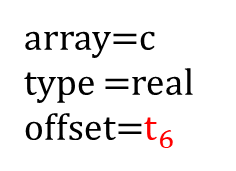 array=c
type =real
offset=t₆